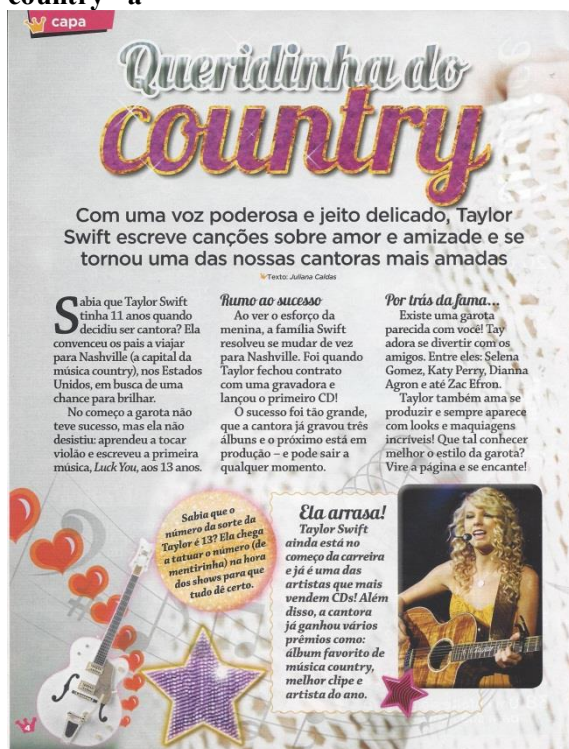 country - a
capa
Queridinha do
country
Com uma voz poderosa e jeito delicado, Taylor
Swift escreve canções sobre amor e amizade e se
tornou uma das nossas cantoras mais amadas
Texto: Juliana Caldas
Sabia que Taylor Swift
tinha 11 anos quando
decidiu ser cantora? Ela
convenceu os pais a viajar
para Nashville (a capital da
música country), nos Estados
Unidos, em busca de uma
chance para brilhar.
No começo a garota não
teve sucesso, mas ela não
desistiu: aprendeu a tocar
violão e escreveu a primeira
música, Luck You, aos 13 anos.
Rumo ao sucesso
Ao ver o esforço da
menina, a família Swift
resolveu se mudar de vez
para Nashville. Foi quando
Taylor fechou contrato
com uma gravadora e
lançou o primeiro CD!
O sucesso foi tão grande,
que a cantora já gravou três
álbuns e o próximo está em
produção – e pode sair a
qualquer momento.
Por trás da fama...
Existe uma garota
parecida com você! Tay
adora se divertir com os
amigos. Entre eles: Selena
Gomez, Katy Perry, Dianna
Agron e até Zac Efron.
Taylor também ama se
produzir e sempre aparece
com looks e maquiagens
incríveis! Que tal conhecer
melhor o estilo da garota?
Vire a página e se encante!
Sabia que o
número da sorte da
Taylor é 13? Ela chega
a tatuar o número (de
mentirinha) na hora
dos shows para que
tudo dê certo.
Ela arrasa!
Taylor Swift
ainda está no
começo da carreira
e já é uma das
artistas que mais
vendem CDs! Além
disso, a cantora
já ganhou vários
prêmios como:
álbum favorito de
música country,
melhor clipe e
artista do ano.
4